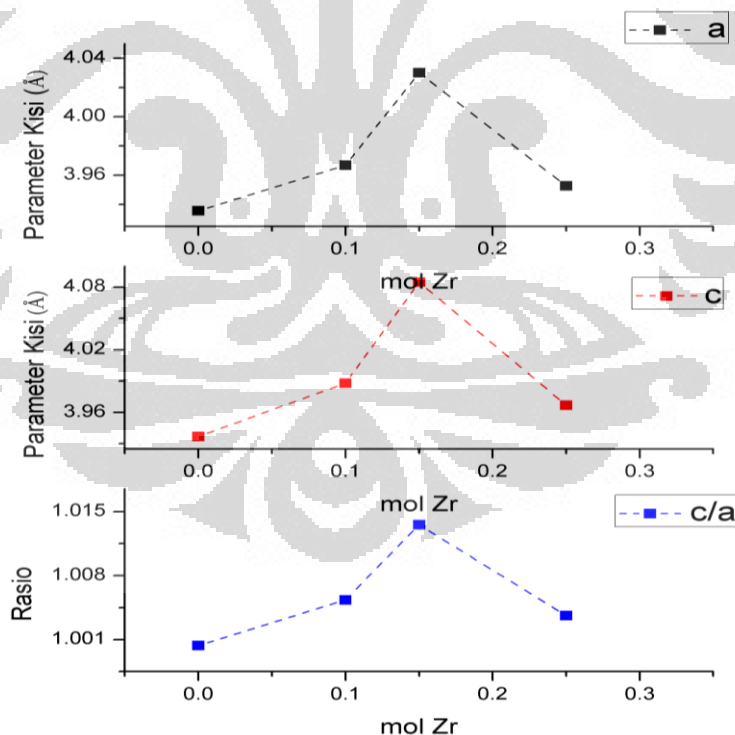 a
Parameter Kisi (Å)
4.04
4.00
3.96
0.0 0.1 0.2 0.3
mol Zr
c
Parameter Kisi (Å)
4.08
4.02
3.96
0.0 0.1 0.2 0.3
mol Zr
c/a
Rasio
1.015
1.008
1.001
0.0 0.1 0.2 0.3
mol Zr